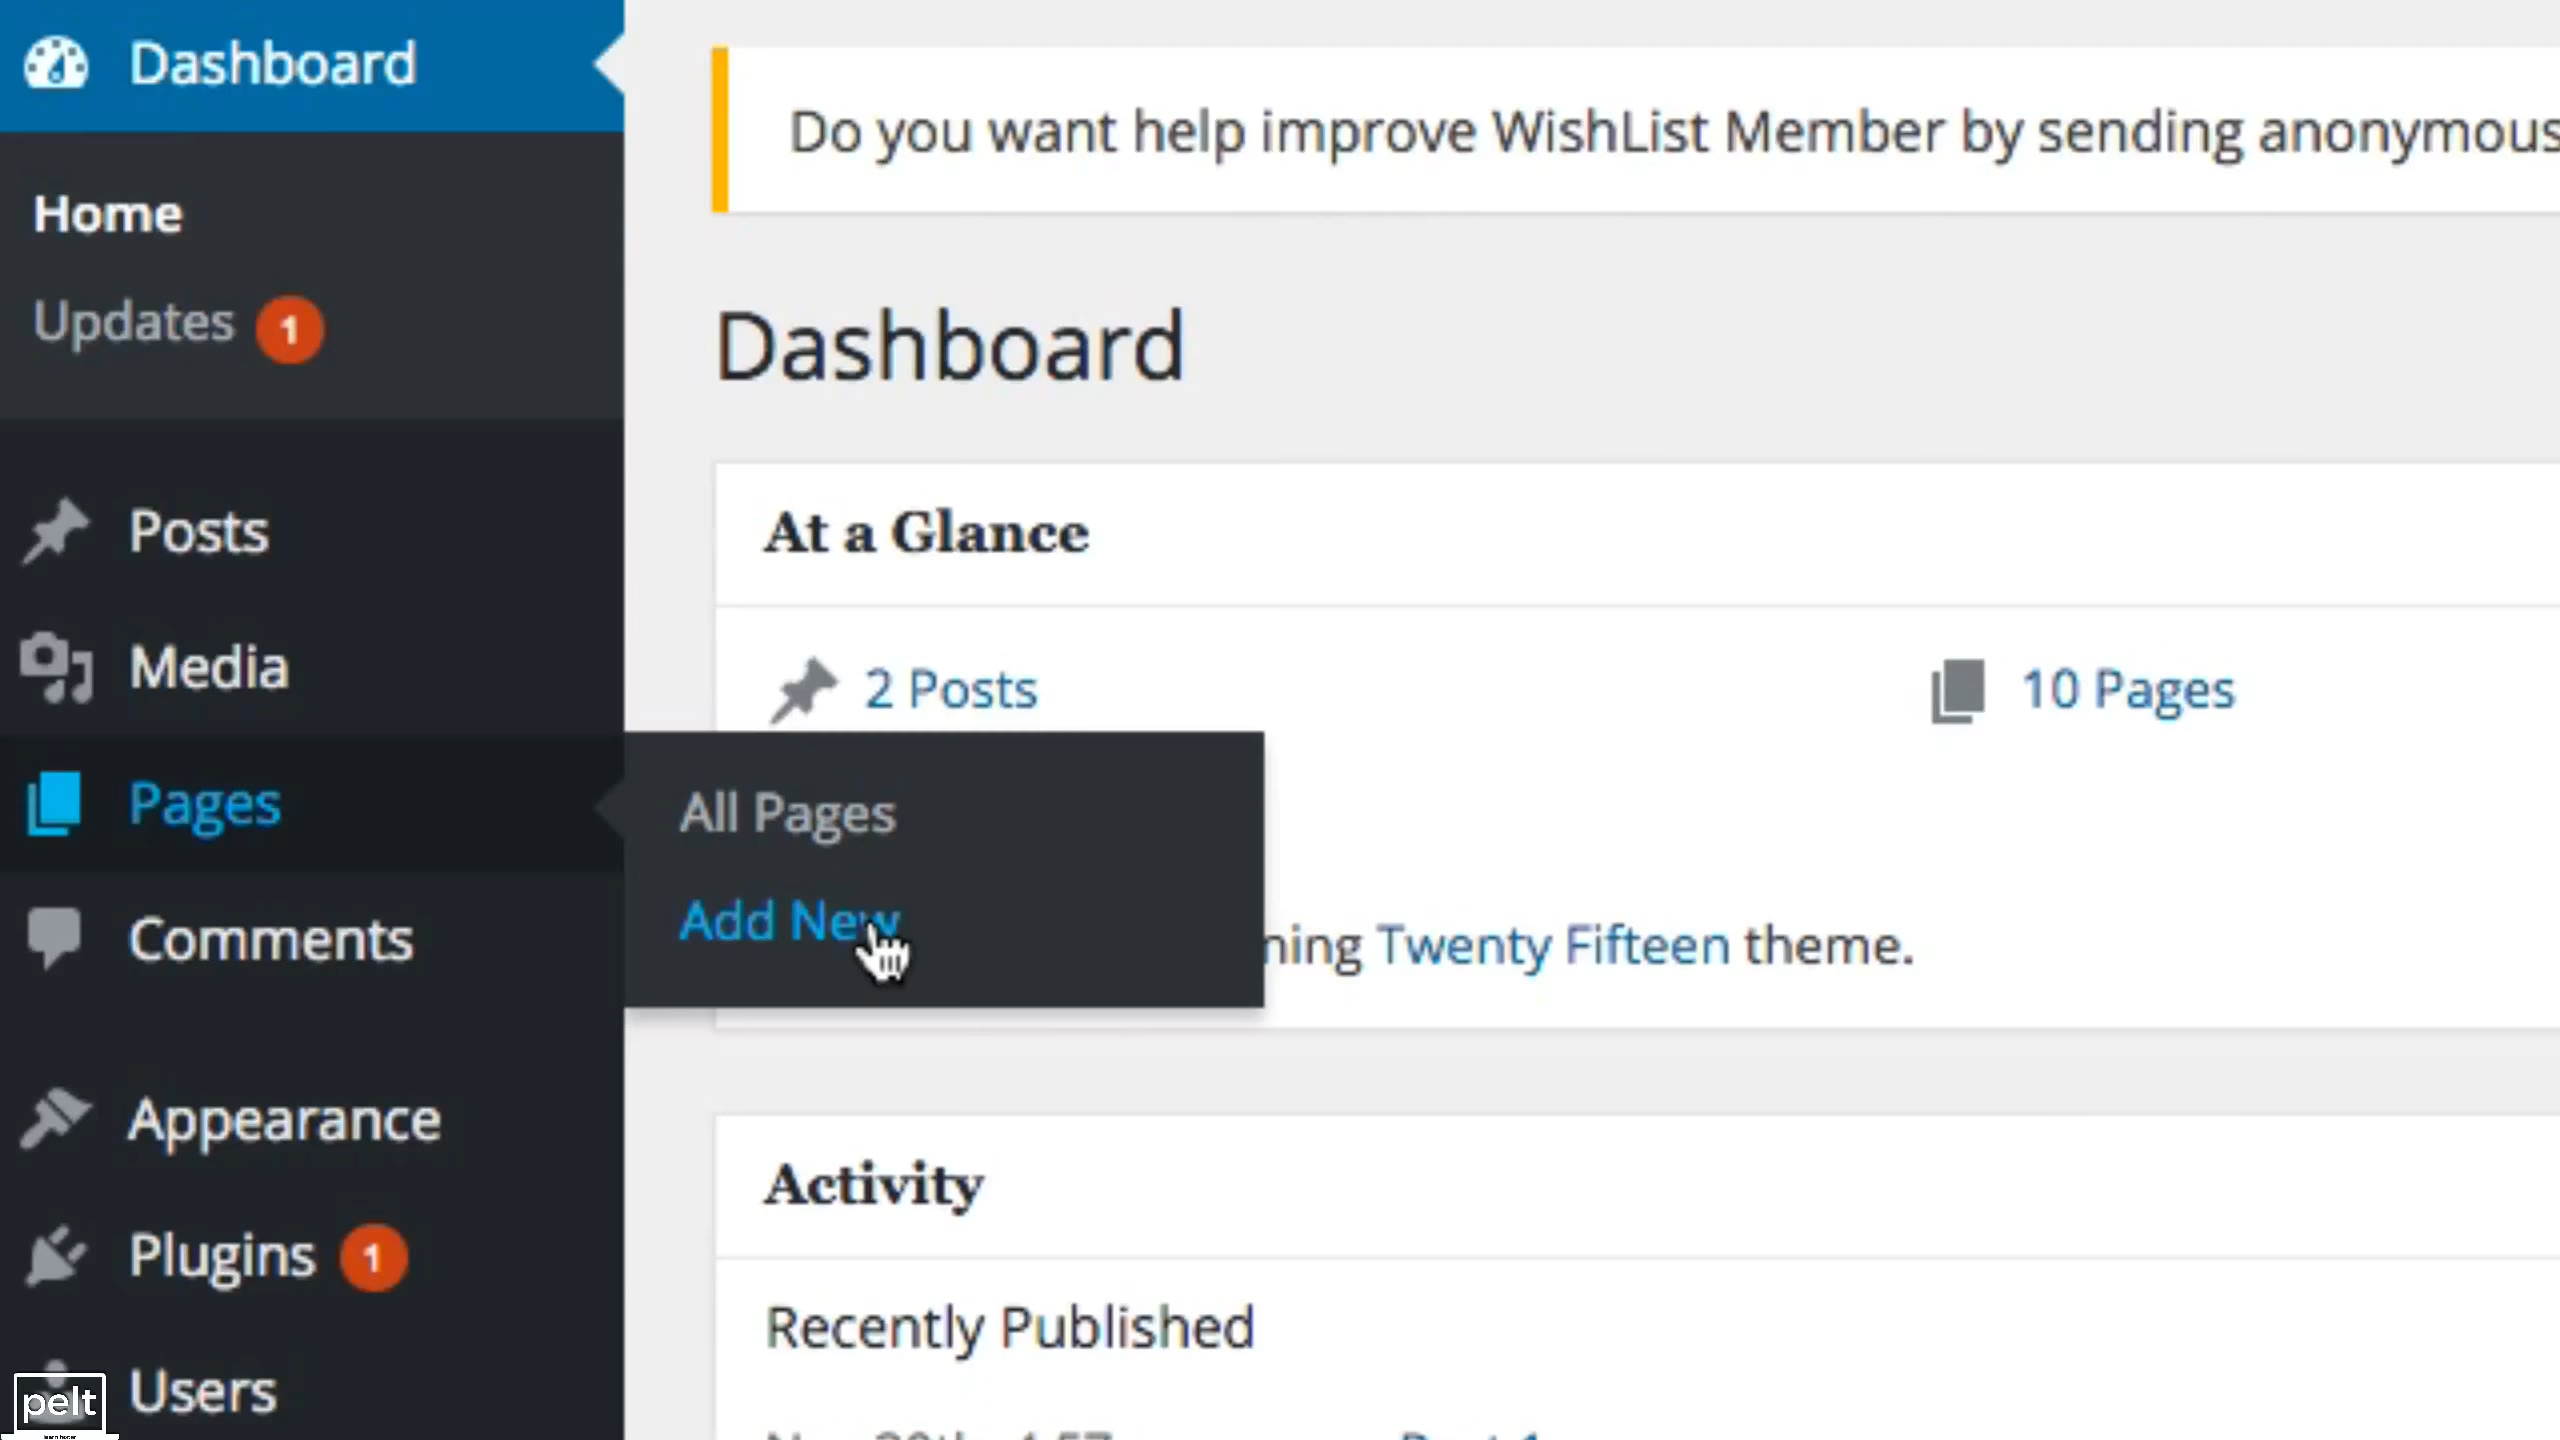 Dashboard
Home
Updates 1
Posts
Media
Pages
Comments
Appearance
Plugins 1
Users
All Pages
Add New
Do you want help improve WishList Member by sending anonymous
Dashboard
At a Glance
2 Posts
10 Pages
Twenty Fifteen theme.
Activity
Recently Published
pelt